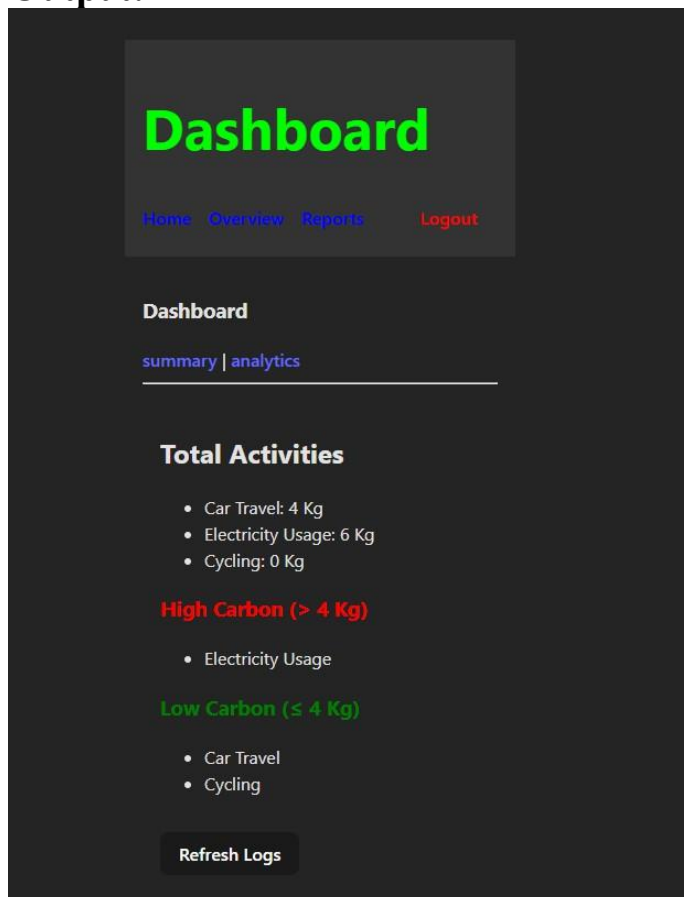 Dashboard
Home Overview Reports Logout
Dashboard
summary | analytics
Total Activities
• Car Travel: 4 Kg
• Electricity Usage: 6 Kg
• Cycling: 0 Kg
High Carbon (> 4 Kg)
• Electricity Usage
Low Carbon (≤ 4 Kg)
• Car Travel
• Cycling
Refresh Logs